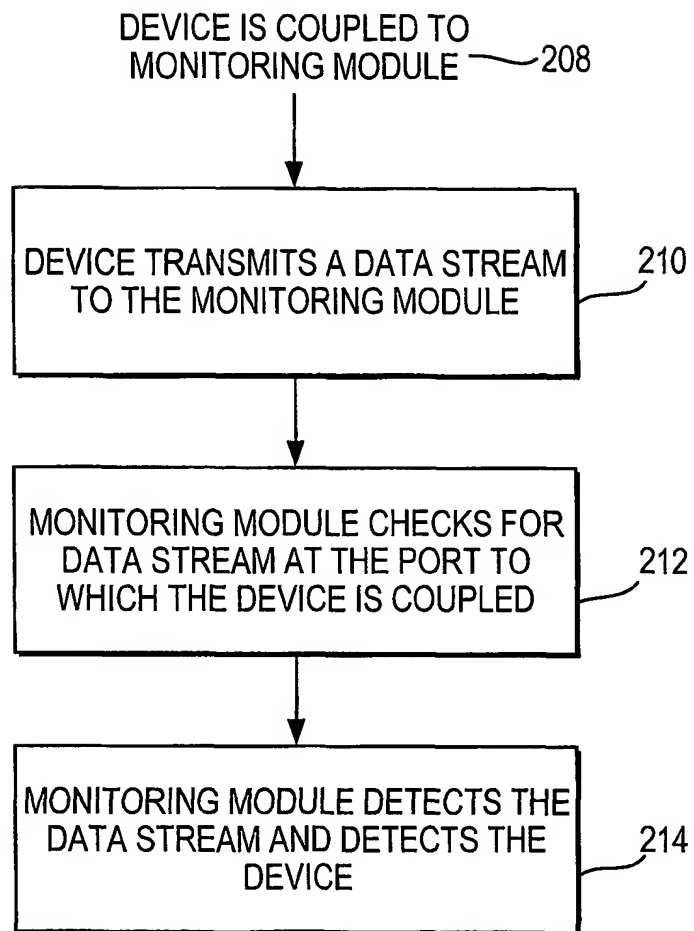 DEVICE IS COUPLED TO
MONITORING MODULE 208
DEVICE TRANSMITS A DATA STREAM
TO THE MONITORING MODULE
210
MONITORING MODULE CHECKS FOR
DATA STREAM AT THE PORT TO
WHICH THE DEVICE IS COUPLED
212
MONITORING MODULE DETECTS THE
DATA STREAM AND DETECTS THE
DEVICE
214